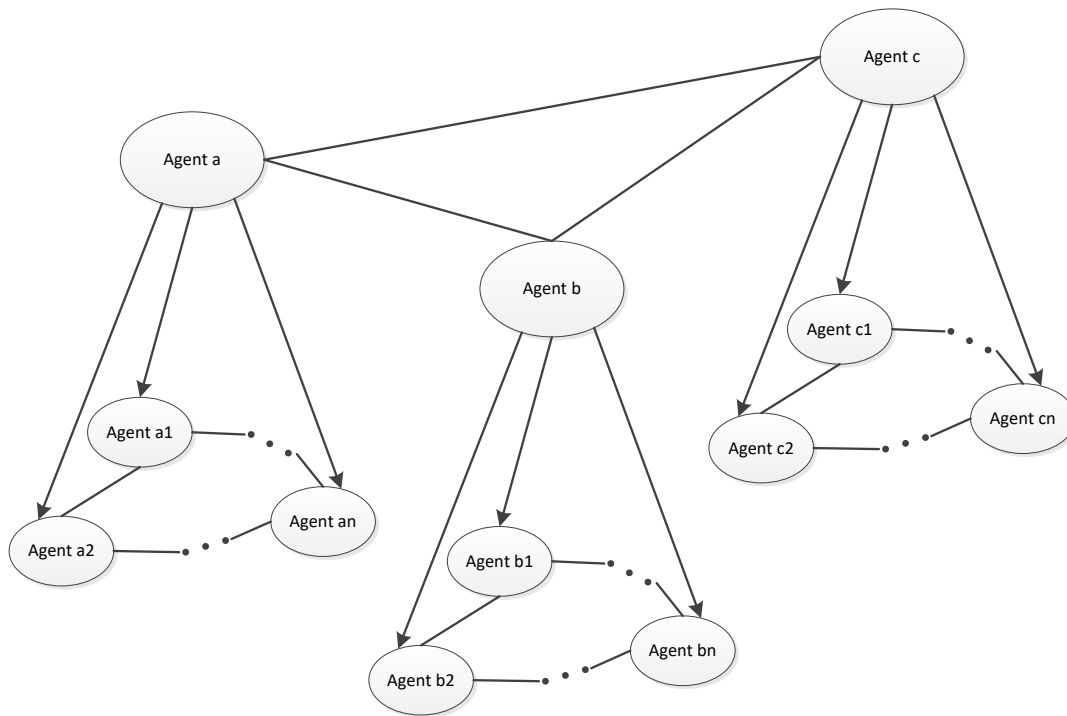 Agent c
Agent a
Agent b
Agent c1
Agent cn
Agent c2
Agent a1
Agent an
Agent a2
Agent b1
Agent bn
Agent b2